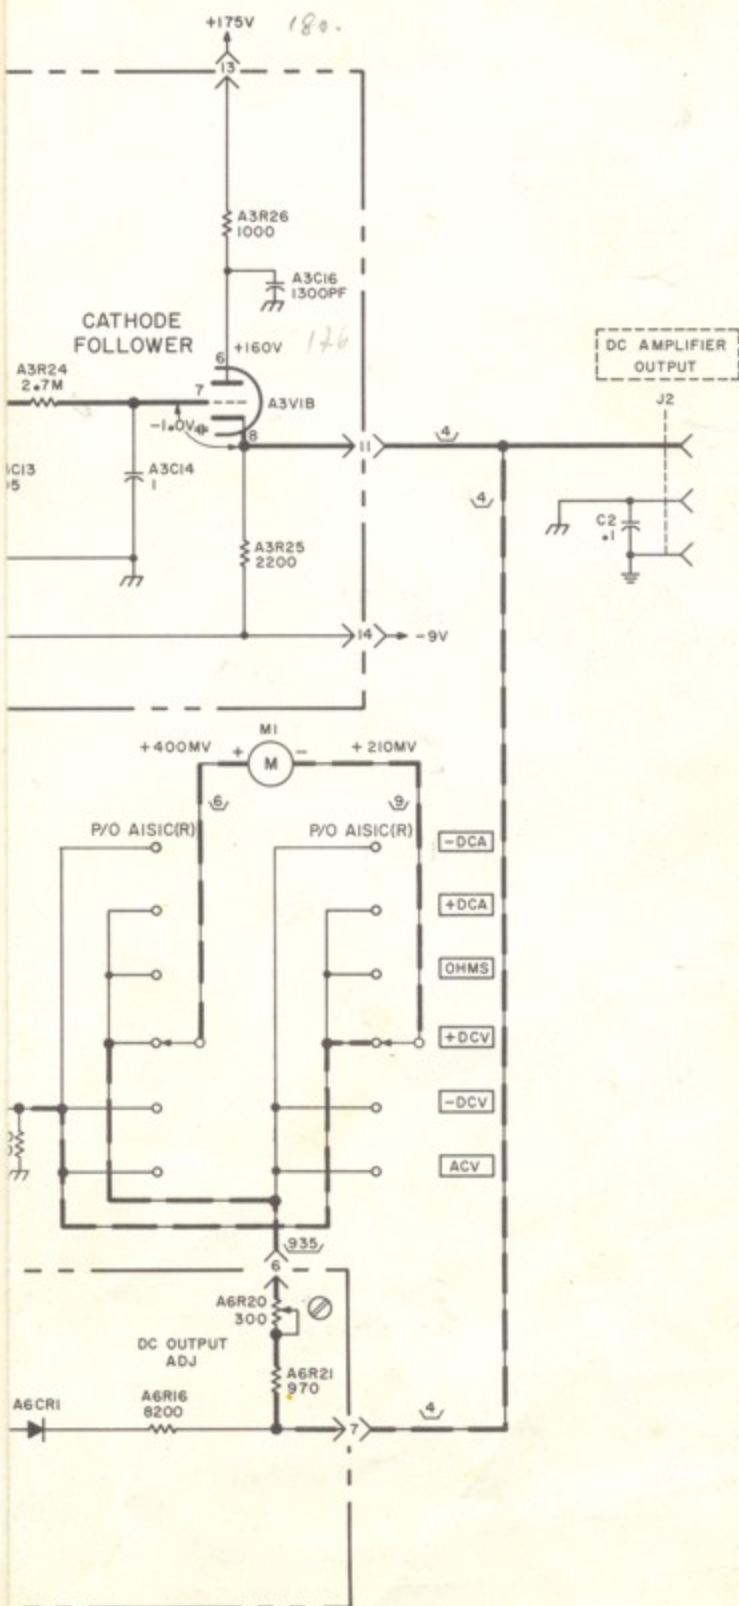 +175V 180.
13
A3R26
1000
A3C16
1300PF
CATHODE
FOLLOWER
+160V
6
DC AMPLIFIER
OUTPUT
A3R24
2.7M
7
A3V1B
J2
-1.0V
8
11
4
A3C14
1
4
C2
.1
A3R25
2200
14
-9V
M1
+400MV + M - +210MV
6
9
P/O A1S1C(R) P/O A1S1C(R)
-DCA
+DCA
OHMS
+DCV
-DCV
ACV
935
6
A6R20
300
DC OUTPUT
ADJ
A6R21
970
A6CR1
A6R16
8200
7
4